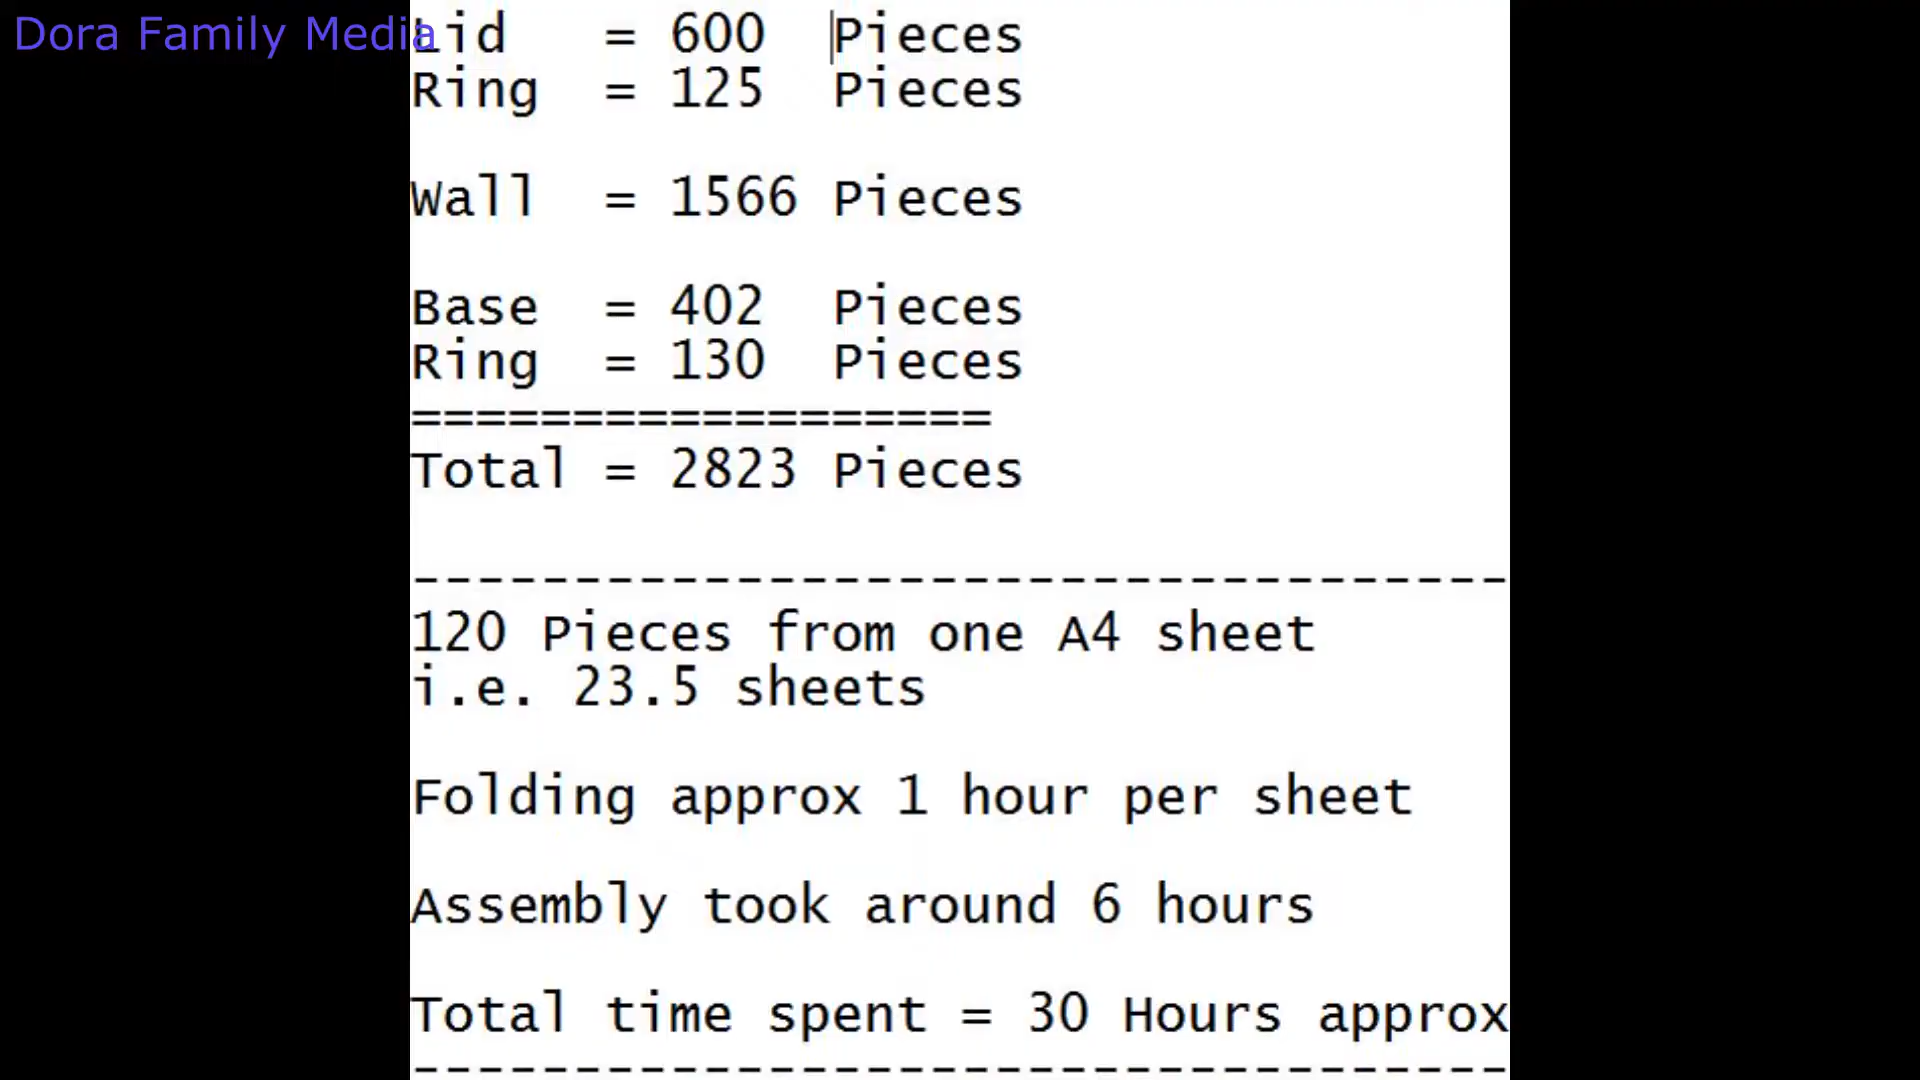 Dora Family Media
Lid = 600 Pieces
Ring = 125 Pieces
Wall = 1566 Pieces
Base = 402 Pieces
Ring = 130 Pieces
==================
Total = 2823 Pieces
----------------------------------
120 Pieces from one A4 sheet
i.e. 23.5 sheets
Folding approx 1 hour per sheet
Assembly took around 6 hours
Total time spent = 30 Hours approx
----------------------------------